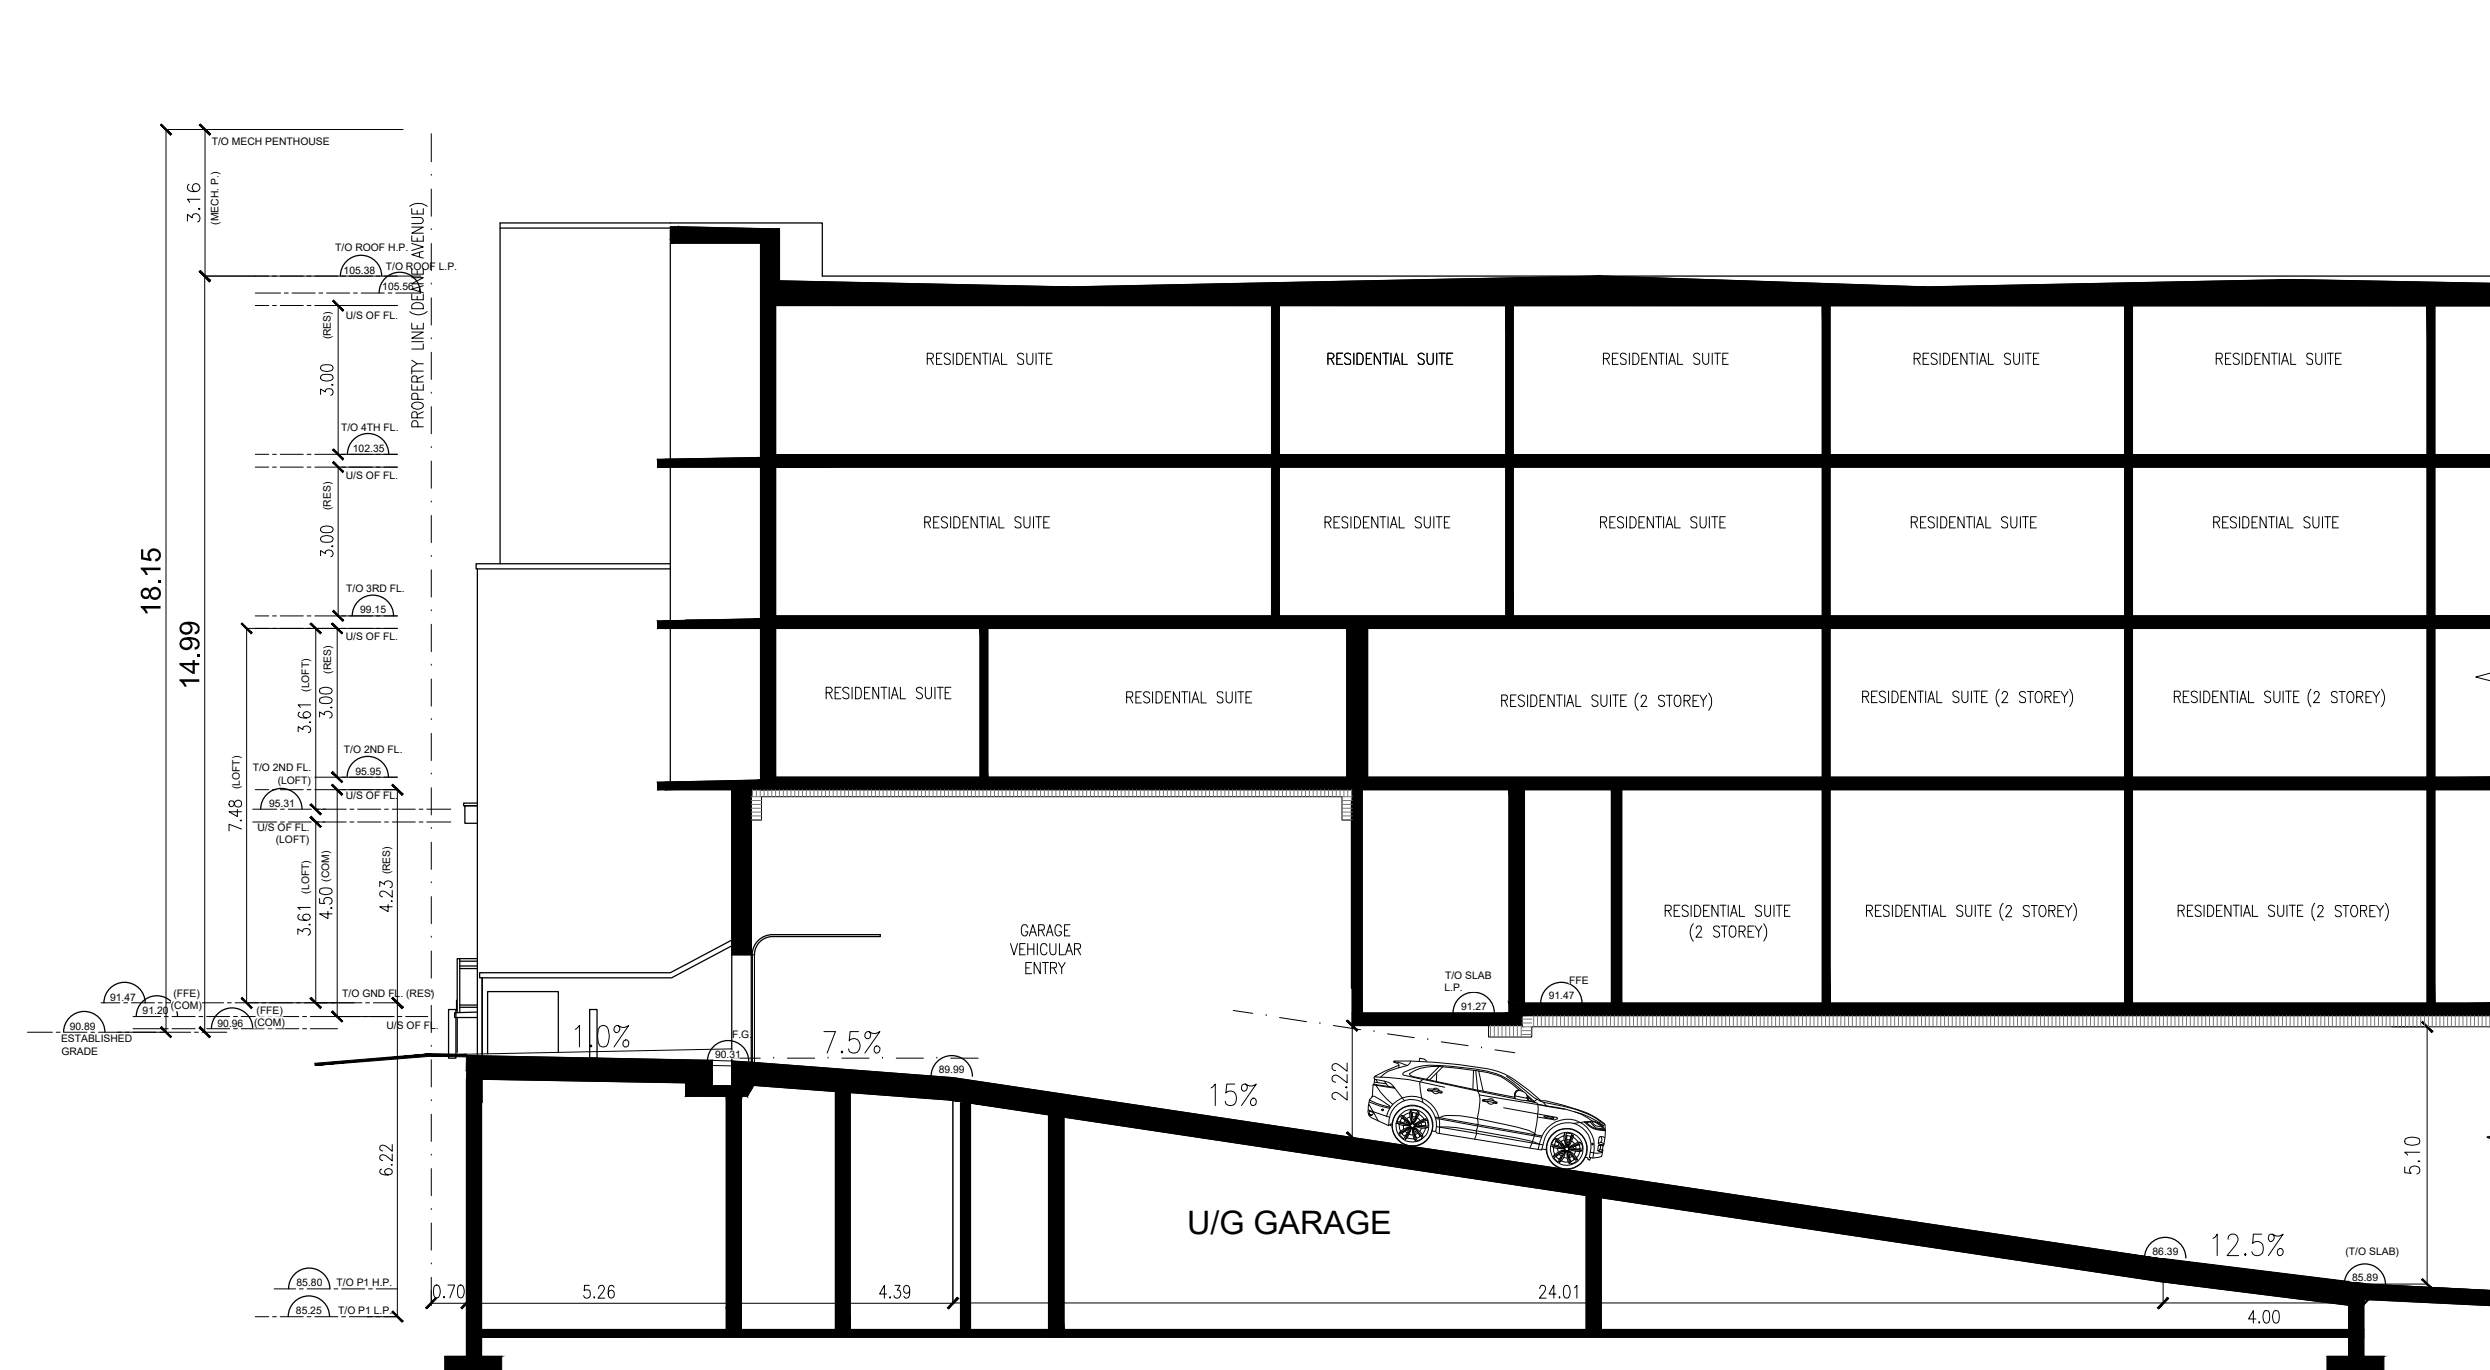 T/O MECH PENTHOUSE
3.16
(MECH. P.)
PROPERTY LINE (DEANE AVENUE)
T/O ROOF H.P.
105.38
T/O ROOF L.P.
105.56
U/S OF FL.
(RES)
3.00
T/O 4TH FL.
102.35
U/S OF FL.
(RES)
3.00
T/O 3RD FL.
99.15
U/S OF FL.
18.15
14.99
3.61 (LOFT)
3.00 (RES)
T/O 2ND FL.
95.95
T/O 2ND FL.
(LOFT)
95.31
U/S OF FL.
U/S OF FL.
(LOFT)
7.48 (LOFT)
3.61 (LOFT)
4.50 (COM)
4.23 (RES)
T/O GND FL. (RES)
91.47
(FFE)
(COM)
91.20
90.96
(FFE)
(COM)
U/S OF FL.
90.89
ESTABLISHED
GRADE
6.22
85.80
T/O P1 H.P.
85.25
T/O P1 L.P.
RESIDENTIAL SUITE
RESIDENTIAL SUITE
RESIDENTIAL SUITE
RESIDENTIAL SUITE
RESIDENTIAL SUITE
RESIDENTIAL SUITE
RESIDENTIAL SUITE
RESIDENTIAL SUITE
RESIDENTIAL SUITE
RESIDENTIAL SUITE
RESIDENTIAL SUITE
RESIDENTIAL SUITE
RESIDENTIAL SUITE (2 STOREY)
RESIDENTIAL SUITE (2 STOREY)
RESIDENTIAL SUITE (2 STOREY)
GARAGE
VEHICULAR
ENTRY
RESIDENTIAL SUITE
(2 STOREY)
RESIDENTIAL SUITE (2 STOREY)
RESIDENTIAL SUITE (2 STOREY)
T/O SLAB
L.P.
91.27
FFE
91.47
1.0%
F.G.
90.31
7.5%
89.99
15%
2.22
5.10
U/G GARAGE
86.39
12.5%
(T/O SLAB)
85.89
0.70
5.26
4.39
24.01
4.00